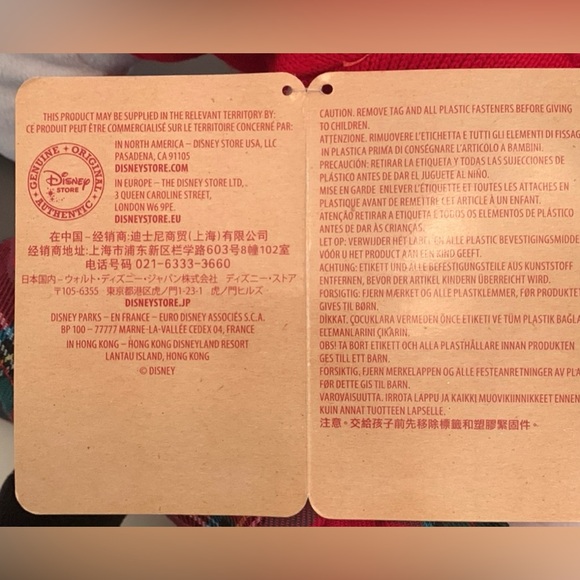 THIS PRODUCT MAY BE SUPPLIED IN THE RELEVANT TERRITORY BY:
CE PRODUIT PEUT ÊTRE COMMERCIALISÉ SUR LE TERRITOIRE CONCERNÉ PAR:
GENUINE • ORIGINAL
Disney
STORE
AUTHENTIC
IN NORTH AMERICA – DISNEY STORE USA, LLC
PASADENA, CA 91105
DISNEYSTORE.COM
IN EUROPE – THE DISNEY STORE LTD,
3 QUEEN CAROLINE STREET,
LONDON W6 9PE.
DISNEYSTORE.EU
在中国-经销商:迪士尼商贸(上海)有限公司
经销商地址:上海市浦东新区栏学路603号8幢102室
电话号码 021-6333-3660
日本国内-ウォルト・ディズニー・ジャパン株式会社 ディズニー・ストア
〒105-6355 東京都港区虎ノ門1-23-1 虎ノ門ヒルズ
DISNEYSTORE.JP
DISNEY PARKS – EN FRANCE – EURO DISNEY ASSOCIÉS S.C.A.
BP 100 – 77777 MARNE-LA-VALLÉE CEDEX 04, FRANCE
IN HONG KONG – HONG KONG DISNEYLAND RESORT
LANTAU ISLAND, HONG KONG
© DISNEY
CAUTION: REMOVE TAG AND ALL PLASTIC FASTENERS BEFORE GIVING
TO CHILDREN.
ATTENZIONE: RIMUOVERE L'ETICHETTA E TUTTI GLI ELEMENTI DI FISSAG
IN PLASTICA PRIMA DI CONSEGNARE L'ARTICOLO A BAMBINI.
PRECAUCIÓN: RETIRAR LA ETIQUETA Y TODAS LAS SUJECIONES DE
PLÁSTICO ANTES DE DAR EL JUGUETE AL NIÑO.
MISE EN GARDE ENLEVER L'ÉTIQUETTE ET TOUTES LES ATTACHES EN
PLASTIQUE AVANT DE REMETTRE CET ARTICLE À UN ENFANT.
ATENÇÃO RETIRAR A ETIQUETA E TODOS OS ELEMENTOS DE PLÁSTICO
ANTES DE DAR ÀS CRIANÇAS.
LET OP: VERWIJDER HET LABEL EN ALLE PLASTIC BEVESTIGINGSMIDDE
VÓÓR U HET PRODUCT AAN EEN KIND GEEFT.
ACHTUNG: ETIKETT UND ALLE BEFESTIGUNGSTEILE AUS KUNSTSTOFF
ENTFERNEN, BEVOR DER ARTIKEL KINDERN ÜBERREICHT WIRD.
FORSIGTIG: FJERN MÆRKET OG ALLE PLASTKLEMMER, FØR PRODUKTE
GIVES TIL BØRN.
DİKKAT, ÇOCUKLARA VERMEDEN ÖNCE ETİKETİ VE TÜM PLASTİK BAĞLA
ELEMANLARINI ÇIKARIN.
OBS! TA BORT ETIKETT OCH ALLA PLASTHÅLLARE INNAN PRODUKTEN
GES TILL ETT BARN.
FORSIKTIG: FJERN MERKELAPPEN OG ALLE FESTEANRETNINGER AV PLA
FØR DETTE GIS TIL BARN.
VAROVAISUUTTA. IRROTA LAPPU JA KAIKKI MUOVIKIINNIKKEET ENNEN
KUIN ANNAT TUOTTEEN LAPSELLE.
注意。交給孩子前先移除標籤和塑膠緊固件。